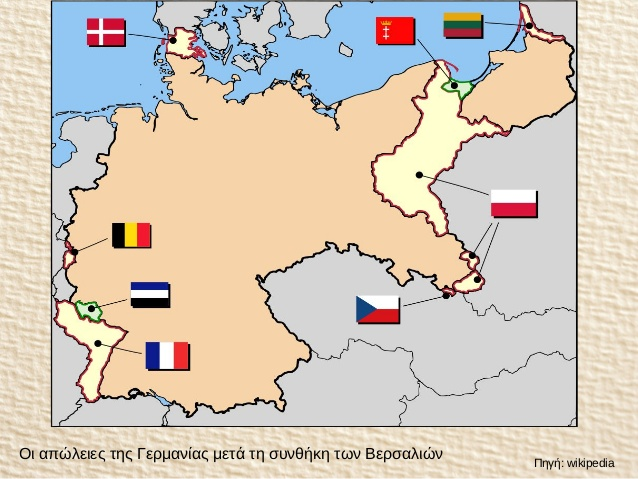 Οι απώλειες της Γερμανίας μετά τη συνθήκη των Βερσαλιών
Πηγή: wikipedia